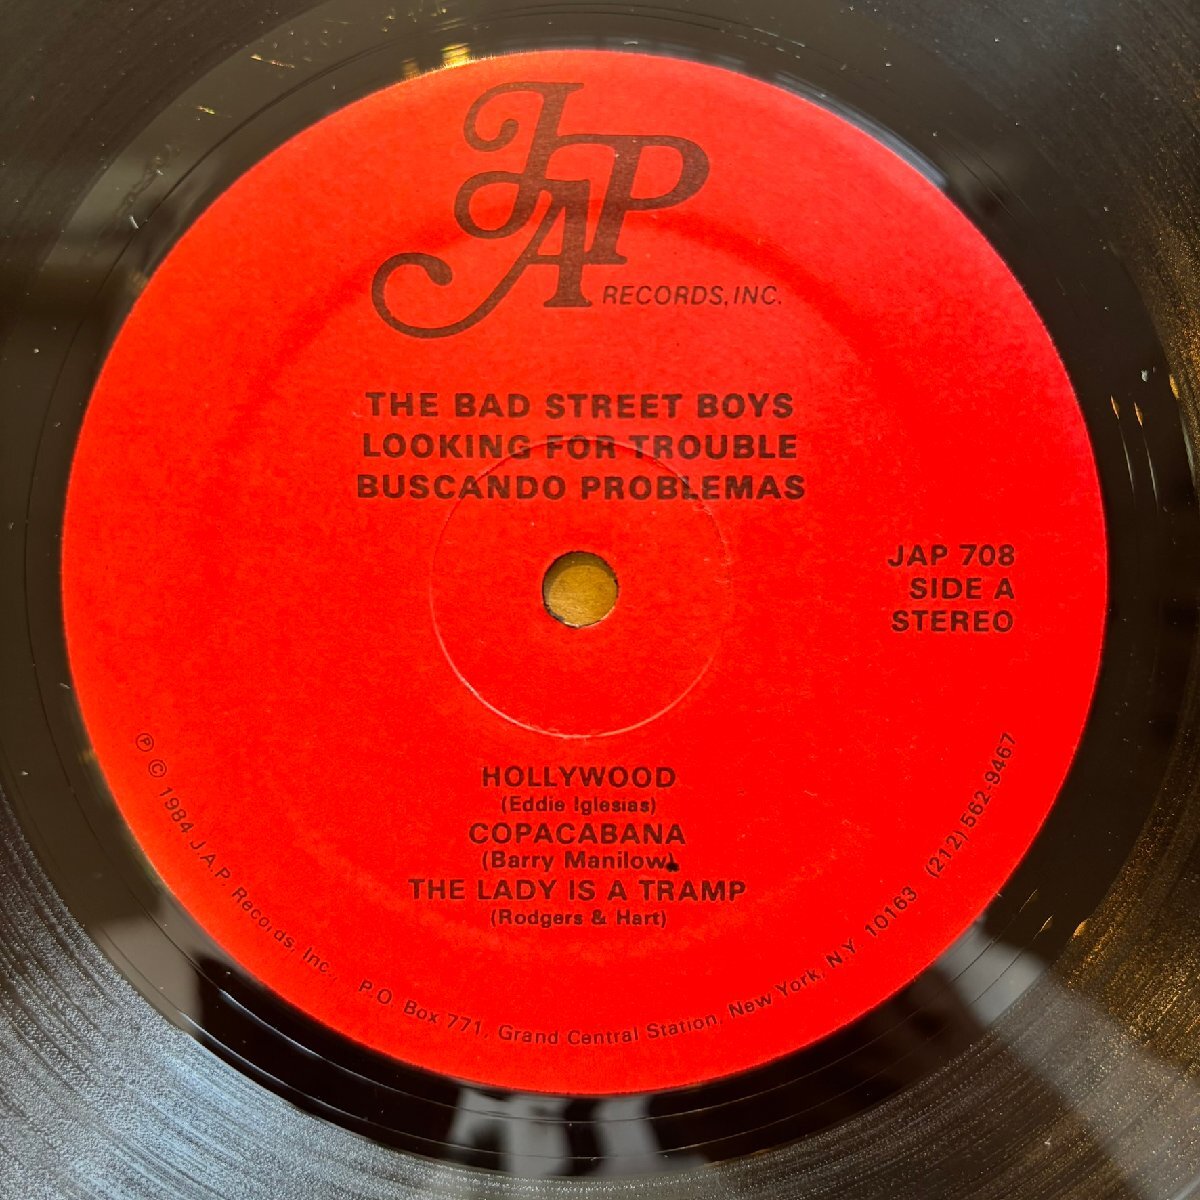 JAP
RECORDS, INC.
THE BAD STREET BOYS
LOOKING FOR TROUBLE
BUSCANDO PROBLEMAS
JAP 708
SIDE A
STEREO
HOLLYWOOD
(Eddie Iglesias)
COPACABANA
(Barry Manilow)
THE LADY IS A TRAMP
(Rodgers & Hart)
Ⓟ © 1984 J.A.P. Records, Inc., P.O. Box 771, Grand Central Station, New York, N.Y. 10163 (212) 562-9467